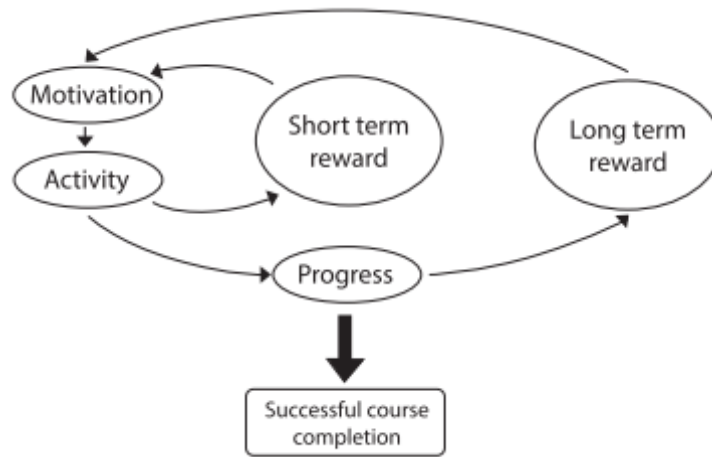 Motivation
Short term
reward
Long term
reward
Activity
Progress
Successful course
completion